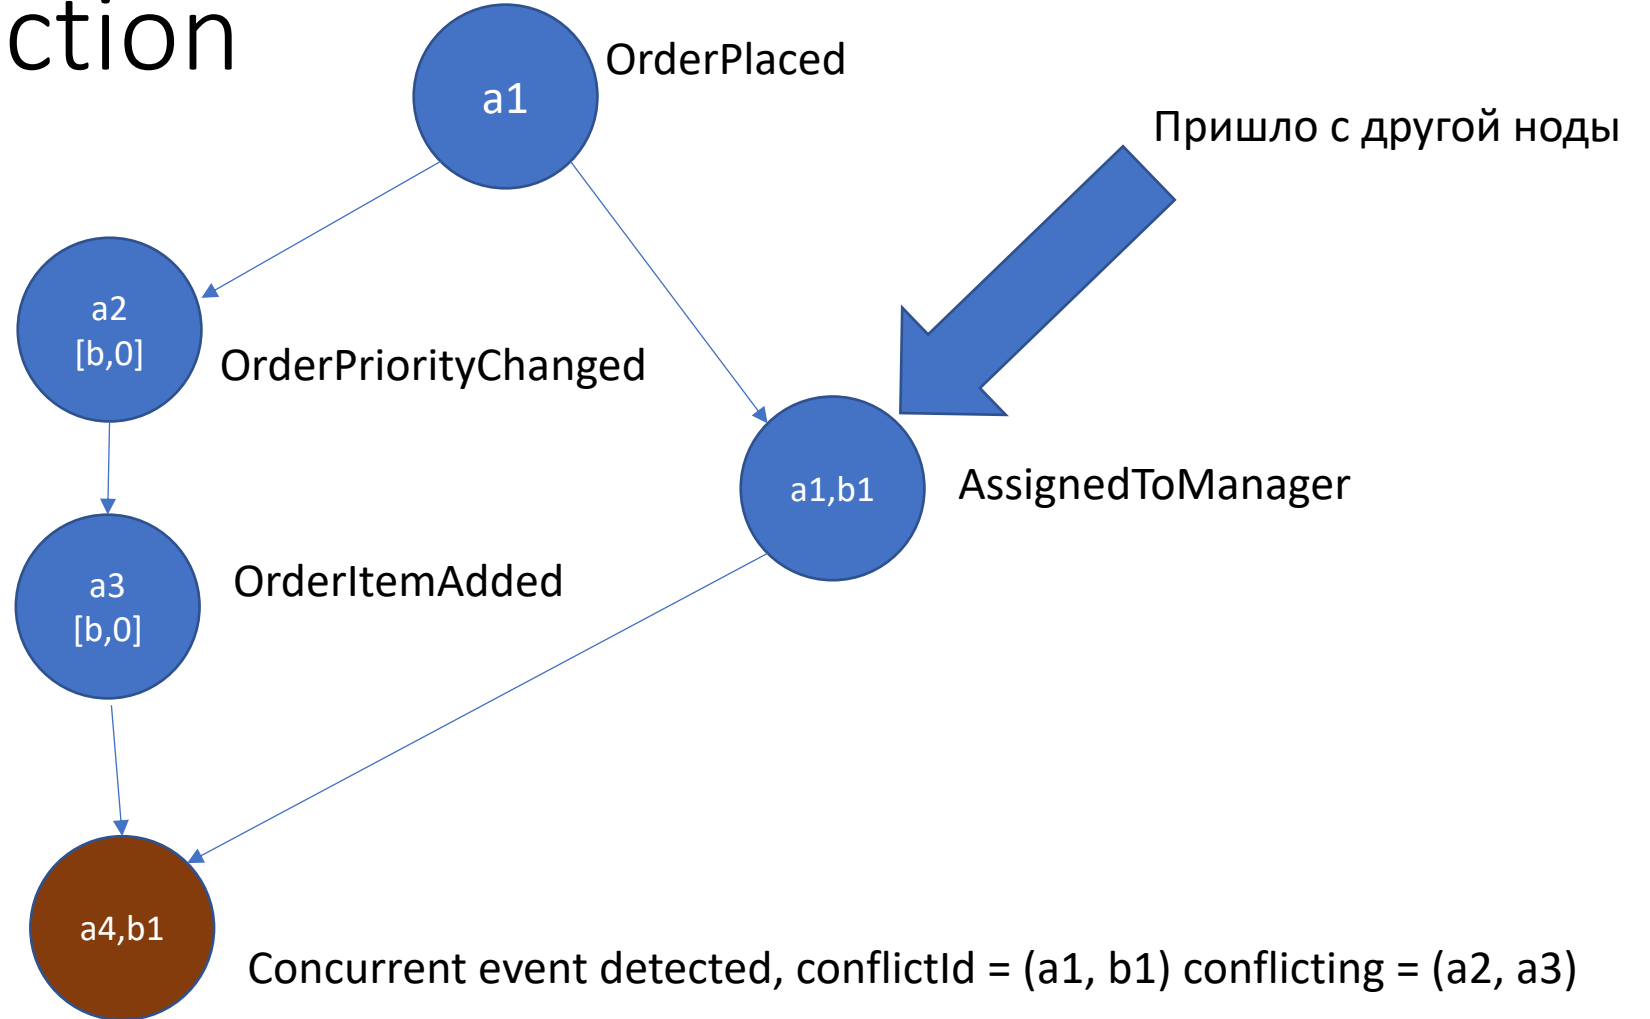 ction
a1
OrderPlaced
Пришло с другой ноды
a2
[b,0]
OrderPriorityChanged
a1,b1
AssignedToManager
a3
[b,0]
OrderItemAdded
a4,b1
Concurrent event detected, conflictId = (a1, b1) conflicting = (a2, a3)